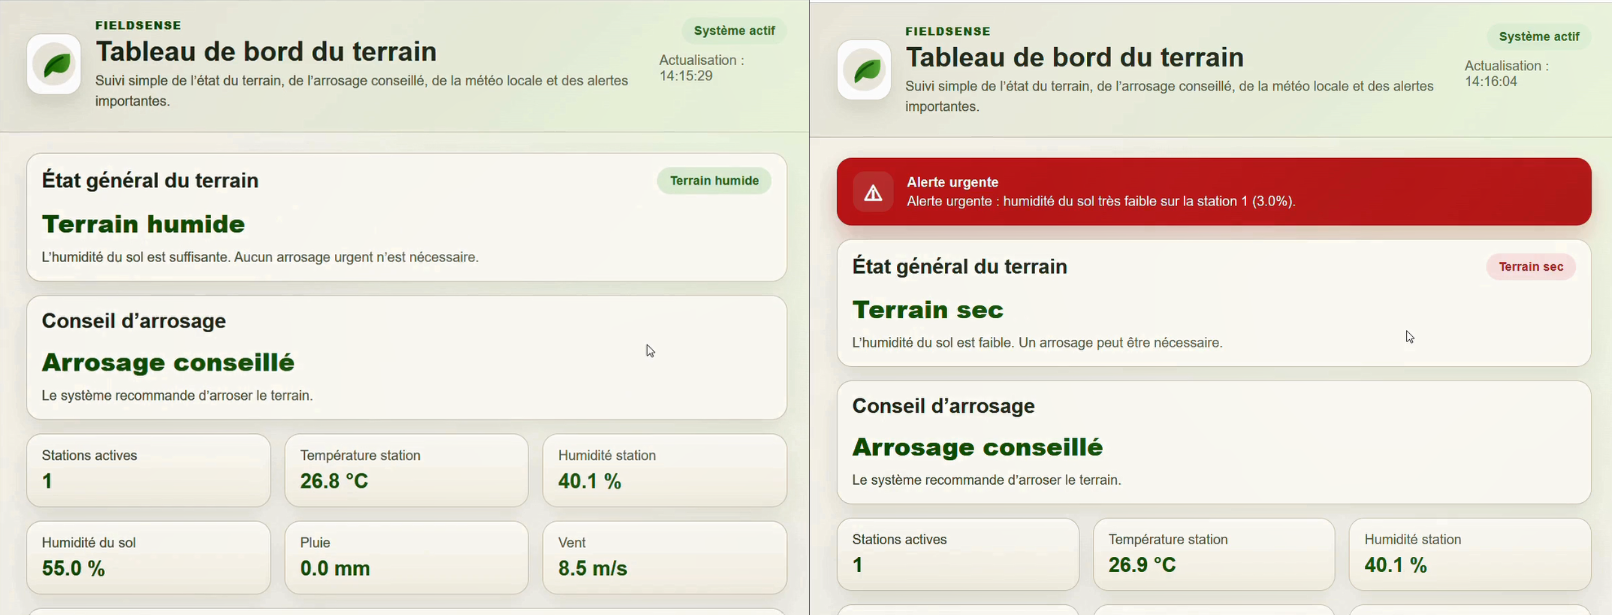 FIELDSENSE
Tableau de bord du terrain
Suivi simple de l'état du terrain, de l'arrosage conseillé, de la météo locale et des alertes
importantes.
Système actif
Actualisation :
14:15:29
État général du terrain
Terrain humide
Terrain humide
L'humidité du sol est suffisante. Aucun arrosage urgent n'est nécessaire.
Conseil d'arrosage
Arrosage conseillé
Le système recommande d'arroser le terrain.
Stations actives
1
Température station
26.8 °C
Humidité station
40.1 %
Humidité du sol
55.0 %
Pluie
0.0 mm
Vent
8.5 m/s
FIELDSENSE
Tableau de bord du terrain
Suivi simple de l'état du terrain, de l'arrosage conseillé, de la météo locale et des alertes
importantes.
Système actif
Actualisation :
14:16:04
Alerte urgente
Alerte urgente : humidité du sol très faible sur la station 1 (3.0%).
État général du terrain
Terrain sec
Terrain sec
L'humidité du sol est faible. Un arrosage peut être nécessaire.
Conseil d'arrosage
Arrosage conseillé
Le système recommande d'arroser le terrain.
Stations actives
1
Température station
26.9 °C
Humidité station
40.1 %